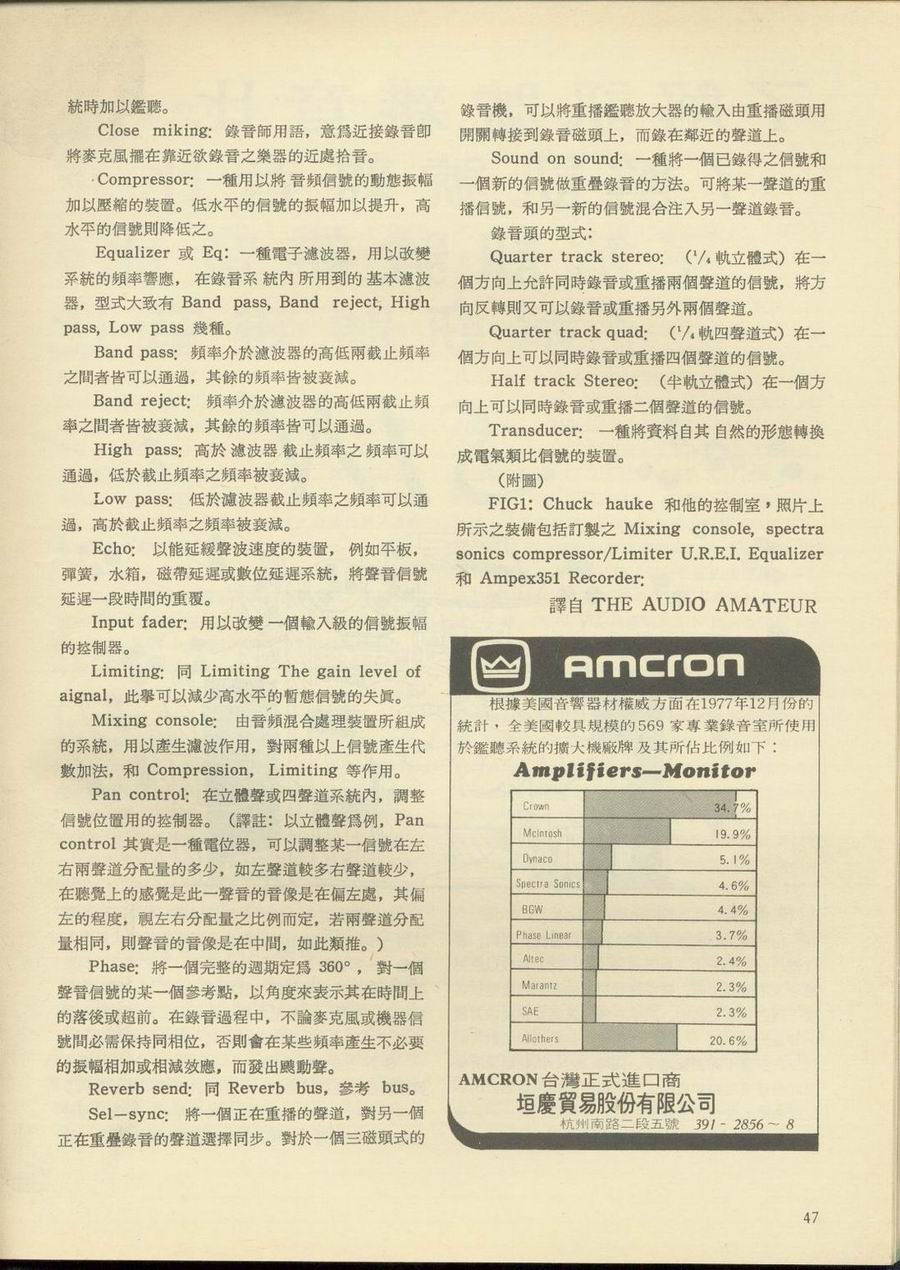 統時加以鑑聽。
Close miking: 錄音師用語，意爲近接錄音卽
將麥克風擺在靠近欲錄音之樂器的近處拾音。
Compressor: 一種用以將音頻信號的動態振幅
加以壓縮的裝置。低水平的信號的振幅加以提升，高
水平的信號則降低之。
Equalizer 或 Eq: 一種電子濾波器，用以改變
系統的頻率響應， 在錄音系 統內 所用到的 基本濾波
器，型式大致有 Band pass, Band reject, High
pass, Low pass 幾種。
Band pass: 頻率介於濾波器的高低兩截止頻率
之間者皆可以通過，其餘的頻率皆被衰減。
Band reject: 頻率介於濾波器的高低兩截止頻
率之間者皆被衰減，其餘的頻率皆可以通過。
High pass: 高於 濾波器 截止頻率之 頻率可以
通過，低於截止頻率之頻率被衰減。
Low pass: 低於濾波器截止頻率之頻率可以通
過，高於截止頻率之頻率被衰減。
Echo: 以能延緩聲波速度的裝置， 例如平板，
彈簧，水箱，磁帶延遲或數位延遲系統，將聲音信號
延遲一段時間的重覆。
Input fader: 用以改變 一個輸入級的信號振幅
的控制器。
Limiting: 同 Limiting The gain level of
aignal，此擧可以減少高水平的暫態信號的失眞。
Mixing console: 由音頻混合處理裝置所組成
的系統，用以產生濾波作用，對兩種以上信號產生代
數加法，和 Compression, Limiting 等作用。
Pan control: 在立體聲或四聲道系統內，調整
信號位置用的控制器。（譯註：以立體聲爲例，Pan
control 其實是一種電位器，可以調整某一信號在左
右兩聲道分配量的多少，如左聲道較多右聲道較少，
在聽覺上的感覺是此一聲音的音像是在偏左處，其偏
左的程度，視左右分配量之比例而定，若兩聲道分配
量相同，則聲音的音像是在中間，如此類推。）
Phase: 將一個完整的週期定爲 360°， 對一個
聲音信號的某一個參考點，以角度來表示其在時間上
的落後或超前。在錄音過程中，不論麥克風或機器信
號間必需保持同相位，否則會在某些頻率產生不必要
的振幅相加或相減效應，而發出颼動聲。
Reverb send: 同 Reverb bus，參考 bus。
Sel—sync: 將一個正在重播的聲道，對另一個
正在重疊錄音的聲道選擇同步。對於一個三磁頭式的
錄音機，可以將重播鑑聽放大器的輸入由重播磁頭用
開關轉接到錄音磁頭上，而錄在鄰近的聲道上。
Sound on sound: 一種將一個已錄得之信號和
一個新的信號做重疊錄音的方法。可將某一聲道的重
播信號，和另一新的信號混合注入另一聲道錄音。
錄音頭的型式：
Quarter track stereo: （¹/₄ 軌立體式）在一
個方向上允許同時錄音或重播兩個聲道的信號，將方
向反轉則又可以錄音或重播另外兩個聲道。
Quarter track quad: （¹/₄ 軌四聲道式）在一
個方向上可以同時錄音或重播四個聲道的信號。
Half track Stereo: （半軌立體式）在一個方
向上可以同時錄音或重播二個聲道的信號。
Transducer: 一種將資料自其 自然的形態轉換
成電氣類比信號的裝置。
（附圖）
FIG1: Chuck hauke 和他的控制室，照片上
所示之裝備包括訂製之 Mixing console, spectra
sonics compressor/Limiter U.R.E.I. Equalizer
和 Ampex351 Recorder:
譯自 THE AUDIO AMATEUR
AMCRON
根據美國音響器材權威方面在1977年12月份的
統計，全美國較具規模的569 家專業錄音室所使用
於鑑聽系統的擴大機廠牌及其所佔比例如下：
Amplifiers—Monitor
Crown 34.7%
McIntosh 19.9%
Dynaco 5.1%
Spectra Sonics 4.6%
BGW 4.4%
Phase Linear 3.7%
Altec 2.4%
Marantz 2.3%
SAE 2.3%
Allothers 20.6%
AMCRON台灣正式進口商
垣慶貿易股份有限公司
杭州南路二段五號 391-2856～8
47